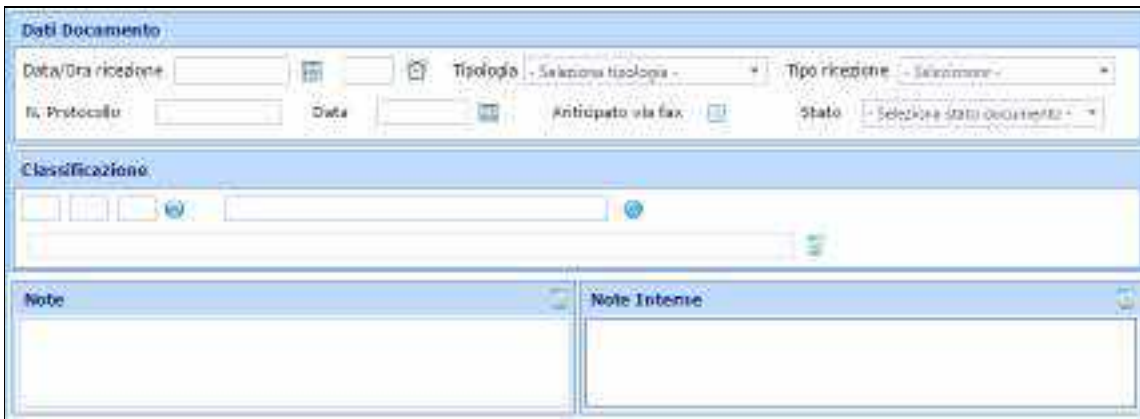 Dati Documento
Data/Ora ricezione Tipologia - Seleziona tipologia - Tipo ricezione - Selezionare -
N. Protocollo Data Anticipato via fax Stato - Seleziona stato documento -
Classificazione
Note Note Interne